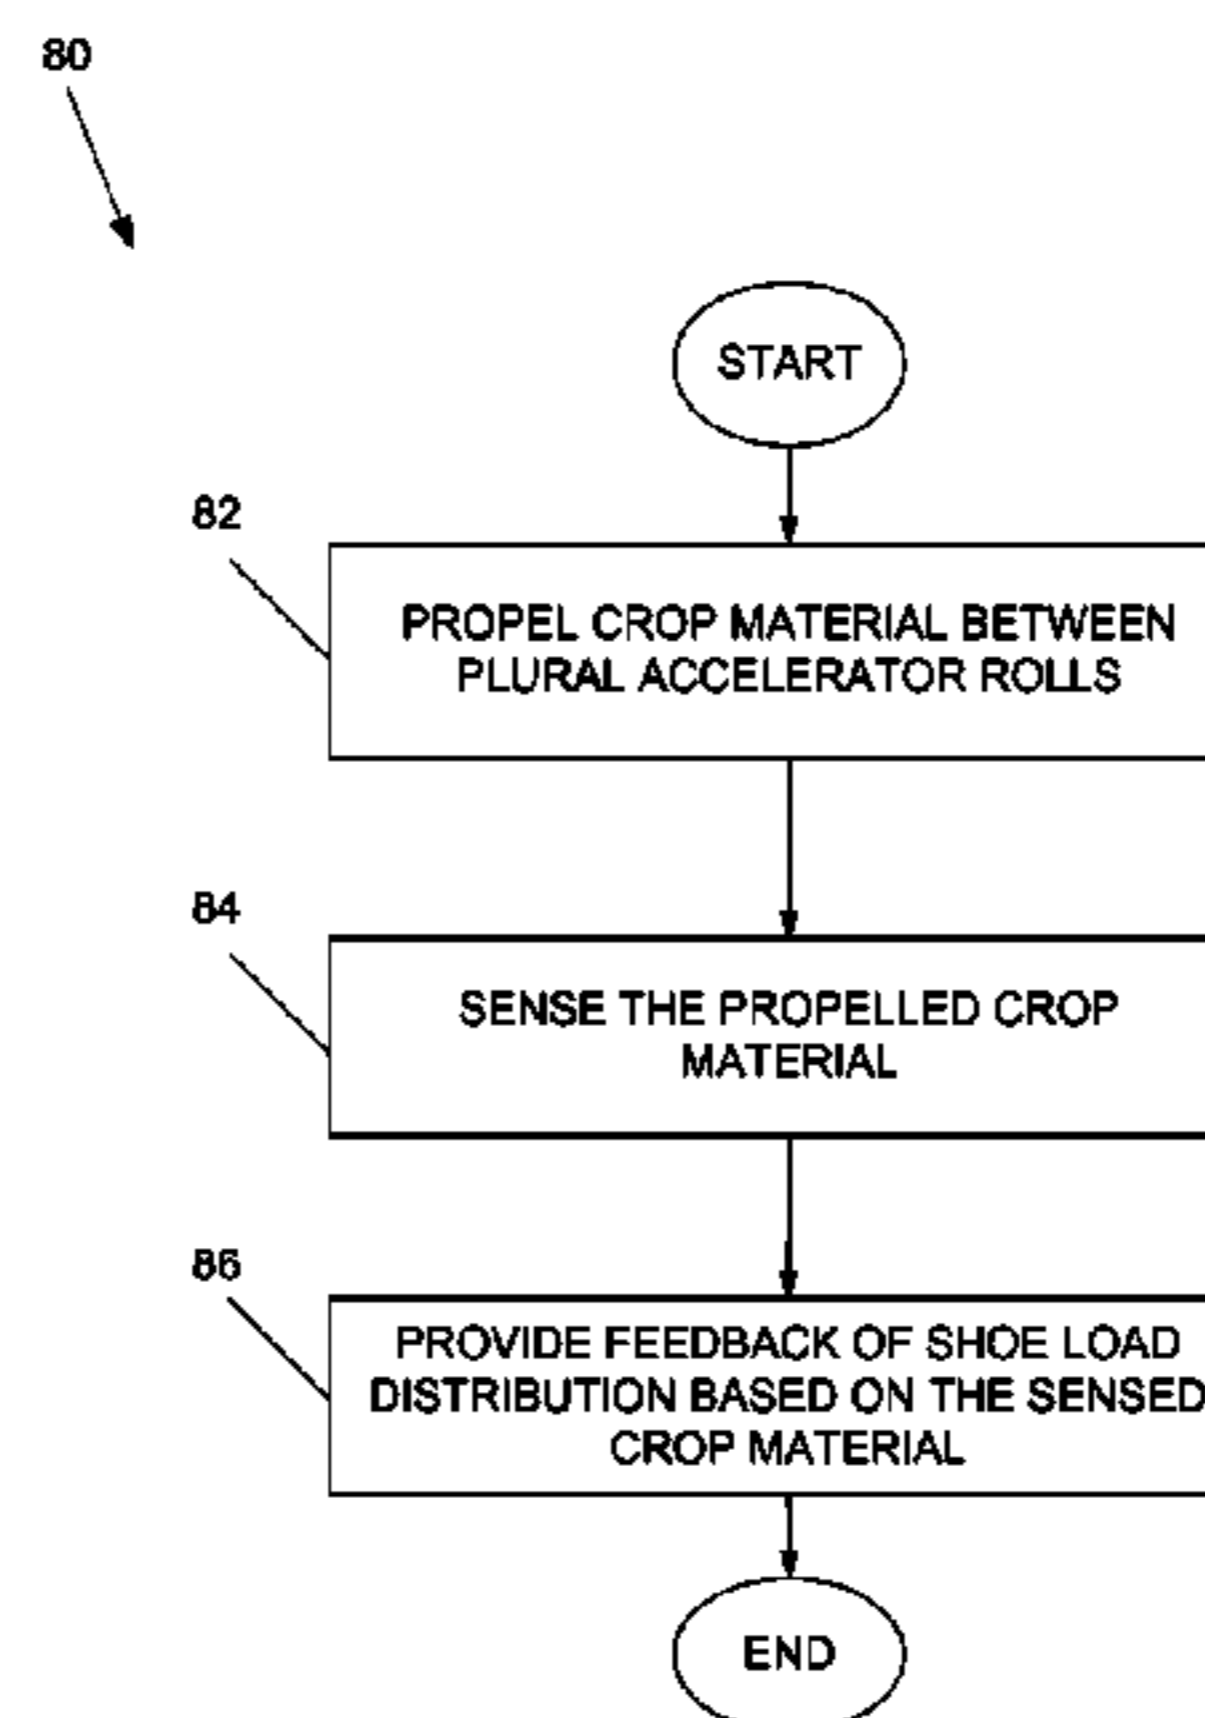 80
START
82
PROPEL CROP MATERIAL BETWEEN
PLURAL ACCELERATOR ROLLS
84
SENSE THE PROPELLED CROP
MATERIAL
86
PROVIDE FEEDBACK OF SHOE LOAD
DISTRIBUTION BASED ON THE SENSED
CROP MATERIAL
END